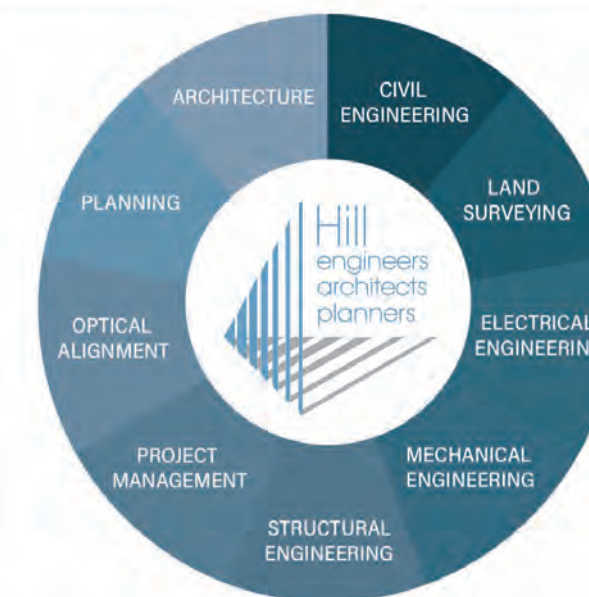 ARCHITECTURE
CIVIL
ENGINEERING
LAND
SURVEYING
ELECTRICAL
ENGINEERIN
MECHANICAL
ENGINEERING
STRUCTURAL
ENGINEERING
PROJECT
MANAGEMENT
OPTICAL
ALIGNMENT
PLANNING
Hill
engineers
architects
planners